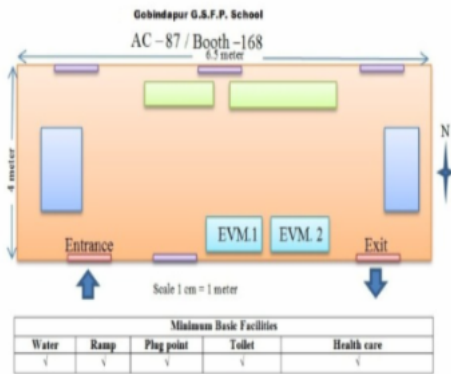 Gobindapur G.S.F.P. School
AC – 87 / Booth –168
6.5 meter
4 meter
N
EVM.1 EVM. 2
Entrance Exit
Scale 1 cm = 1 meter
Minimum Basic Facilities
Water Ramp Plug point Toilet Health care
√ √ √ √ √